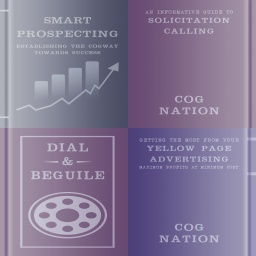 SMART
PROSPECTING
ESTABLISHING THE COGWAY
TOWARDS SUCCESS
AN INFORMATIVE GUIDE TO
SOLICITATION
CALLING
COG
NATION
DIAL
&
BEGUILE
GETTING THE MOST FROM YOUR
YELLOW PAGE
ADVERTISING
MAXIMUM PROFITS AT MINIMUM COST
COG
NATION